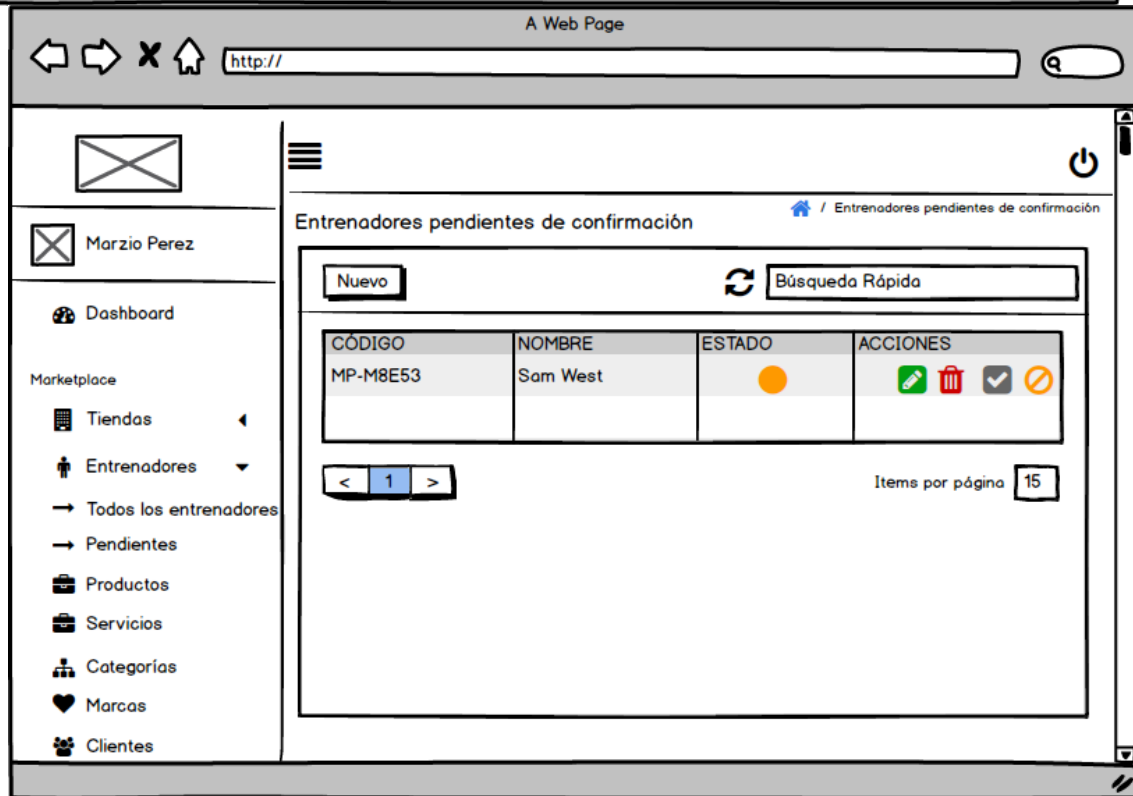 A Web Page
http://
Marzio Perez
Dashboard
Marketplace
Tiendas
Entrenadores
Todos los entrenadores
Pendientes
Productos
Servicios
Categorías
Marcas
Clientes
Entrenadores pendientes de confirmación
/ Entrenadores pendientes de confirmación
Nuevo
Búsqueda Rápida
CÓDIGO NOMBRE ESTADO ACCIONES
MP-M8E53 Sam West
< 1 >
Items por página 15